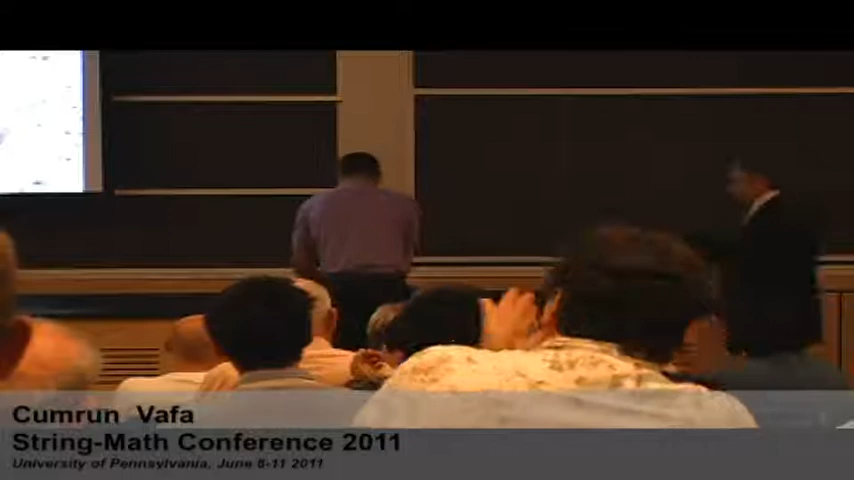 Cumrun Vafa
String-Math Conference 2011
University of Pennsylvania, June 6-11 2011